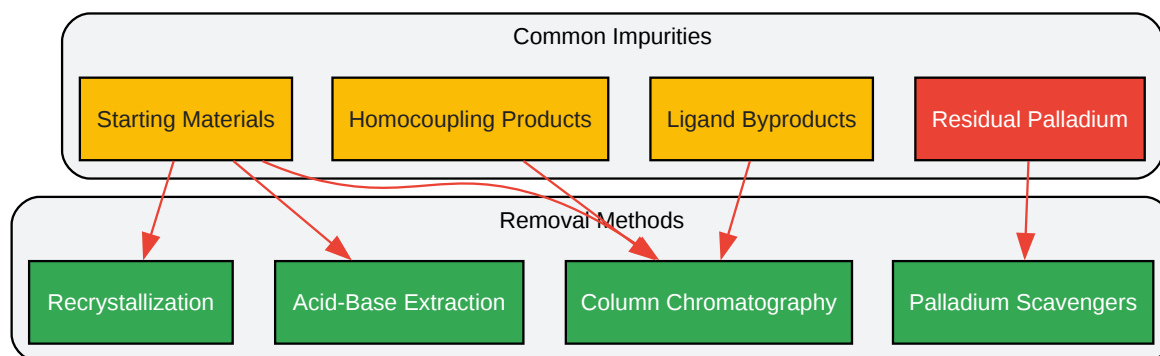 Common Impurities
Starting Materials
Homocoupling Products
Ligand Byproducts
Residual Palladium
Removal Methods
Recrystallization
Acid-Base Extraction
Column Chromatography
Palladium Scavengers